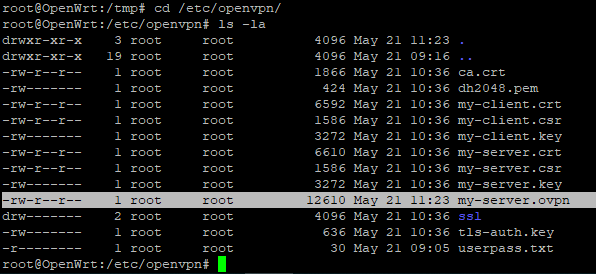 root@OpenWrt:/tmp# cd /etc/openvpn/
root@OpenWrt:/etc/openvpn# ls -la
drwxr-xr-x    3 root     root          4096 May 21 11:23 .
drwxr-xr-x   19 root     root          4096 May 21 09:16 ..
-rw-r--r--    1 root     root          1866 May 21 10:36 ca.crt
-rw-------    1 root     root           424 May 21 10:36 dh2048.pem
-rw-r--r--    1 root     root          6592 May 21 10:36 my-client.crt
-rw-------    1 root     root          1586 May 21 10:36 my-client.csr
-rw-------    1 root     root          3272 May 21 10:36 my-client.key
-rw-r--r--    1 root     root          6610 May 21 10:36 my-server.crt
-rw-------    1 root     root          1586 May 21 10:36 my-server.csr
-rw-------    1 root     root          3272 May 21 10:36 my-server.key
-rw-r--r--    1 root     root         12610 May 21 11:23 my-server.ovpn
drw-------    2 root     root          4096 May 21 10:36 ssl
-rw-------    1 root     root           636 May 21 10:36 tls-auth.key
-r--------    1 root     root            30 May 21 09:05 userpass.txt
root@OpenWrt:/etc/openvpn#